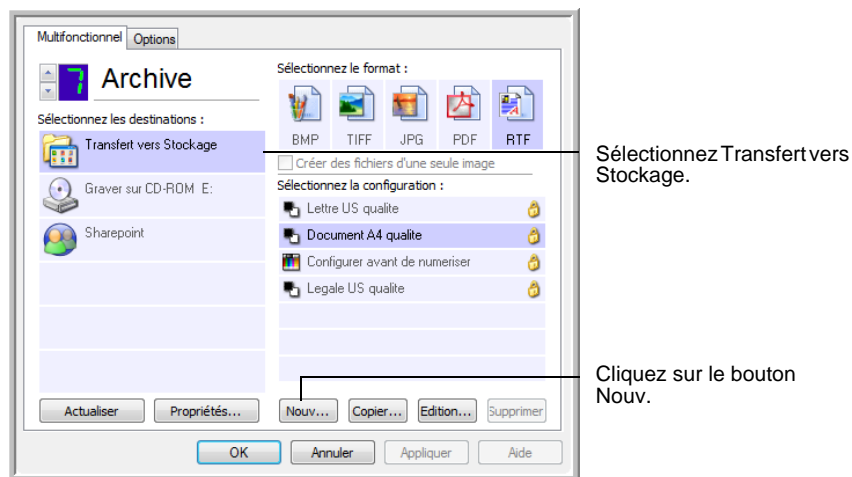 Multifonctionnel Options
7 Archive
Sélectionnez les destinations :
Transfert vers Stockage
Graver sur CD-ROM E:
Sharepoint
Actualiser Propriétés...
Sélectionnez le format :
BMP TIFF JPG PDF RTF
Créer des fichiers d'une seule image
Sélectionnez la configuration :
Lettre US qualite
Document A4 qualite
Configurer avant de numeriser
Legale US qualite
Nouv... Copier... Edition... Supprimer
OK Annuler Appliquer Aide
Sélectionnez Transfert vers
Stockage.
Cliquez sur le bouton
Nouv.